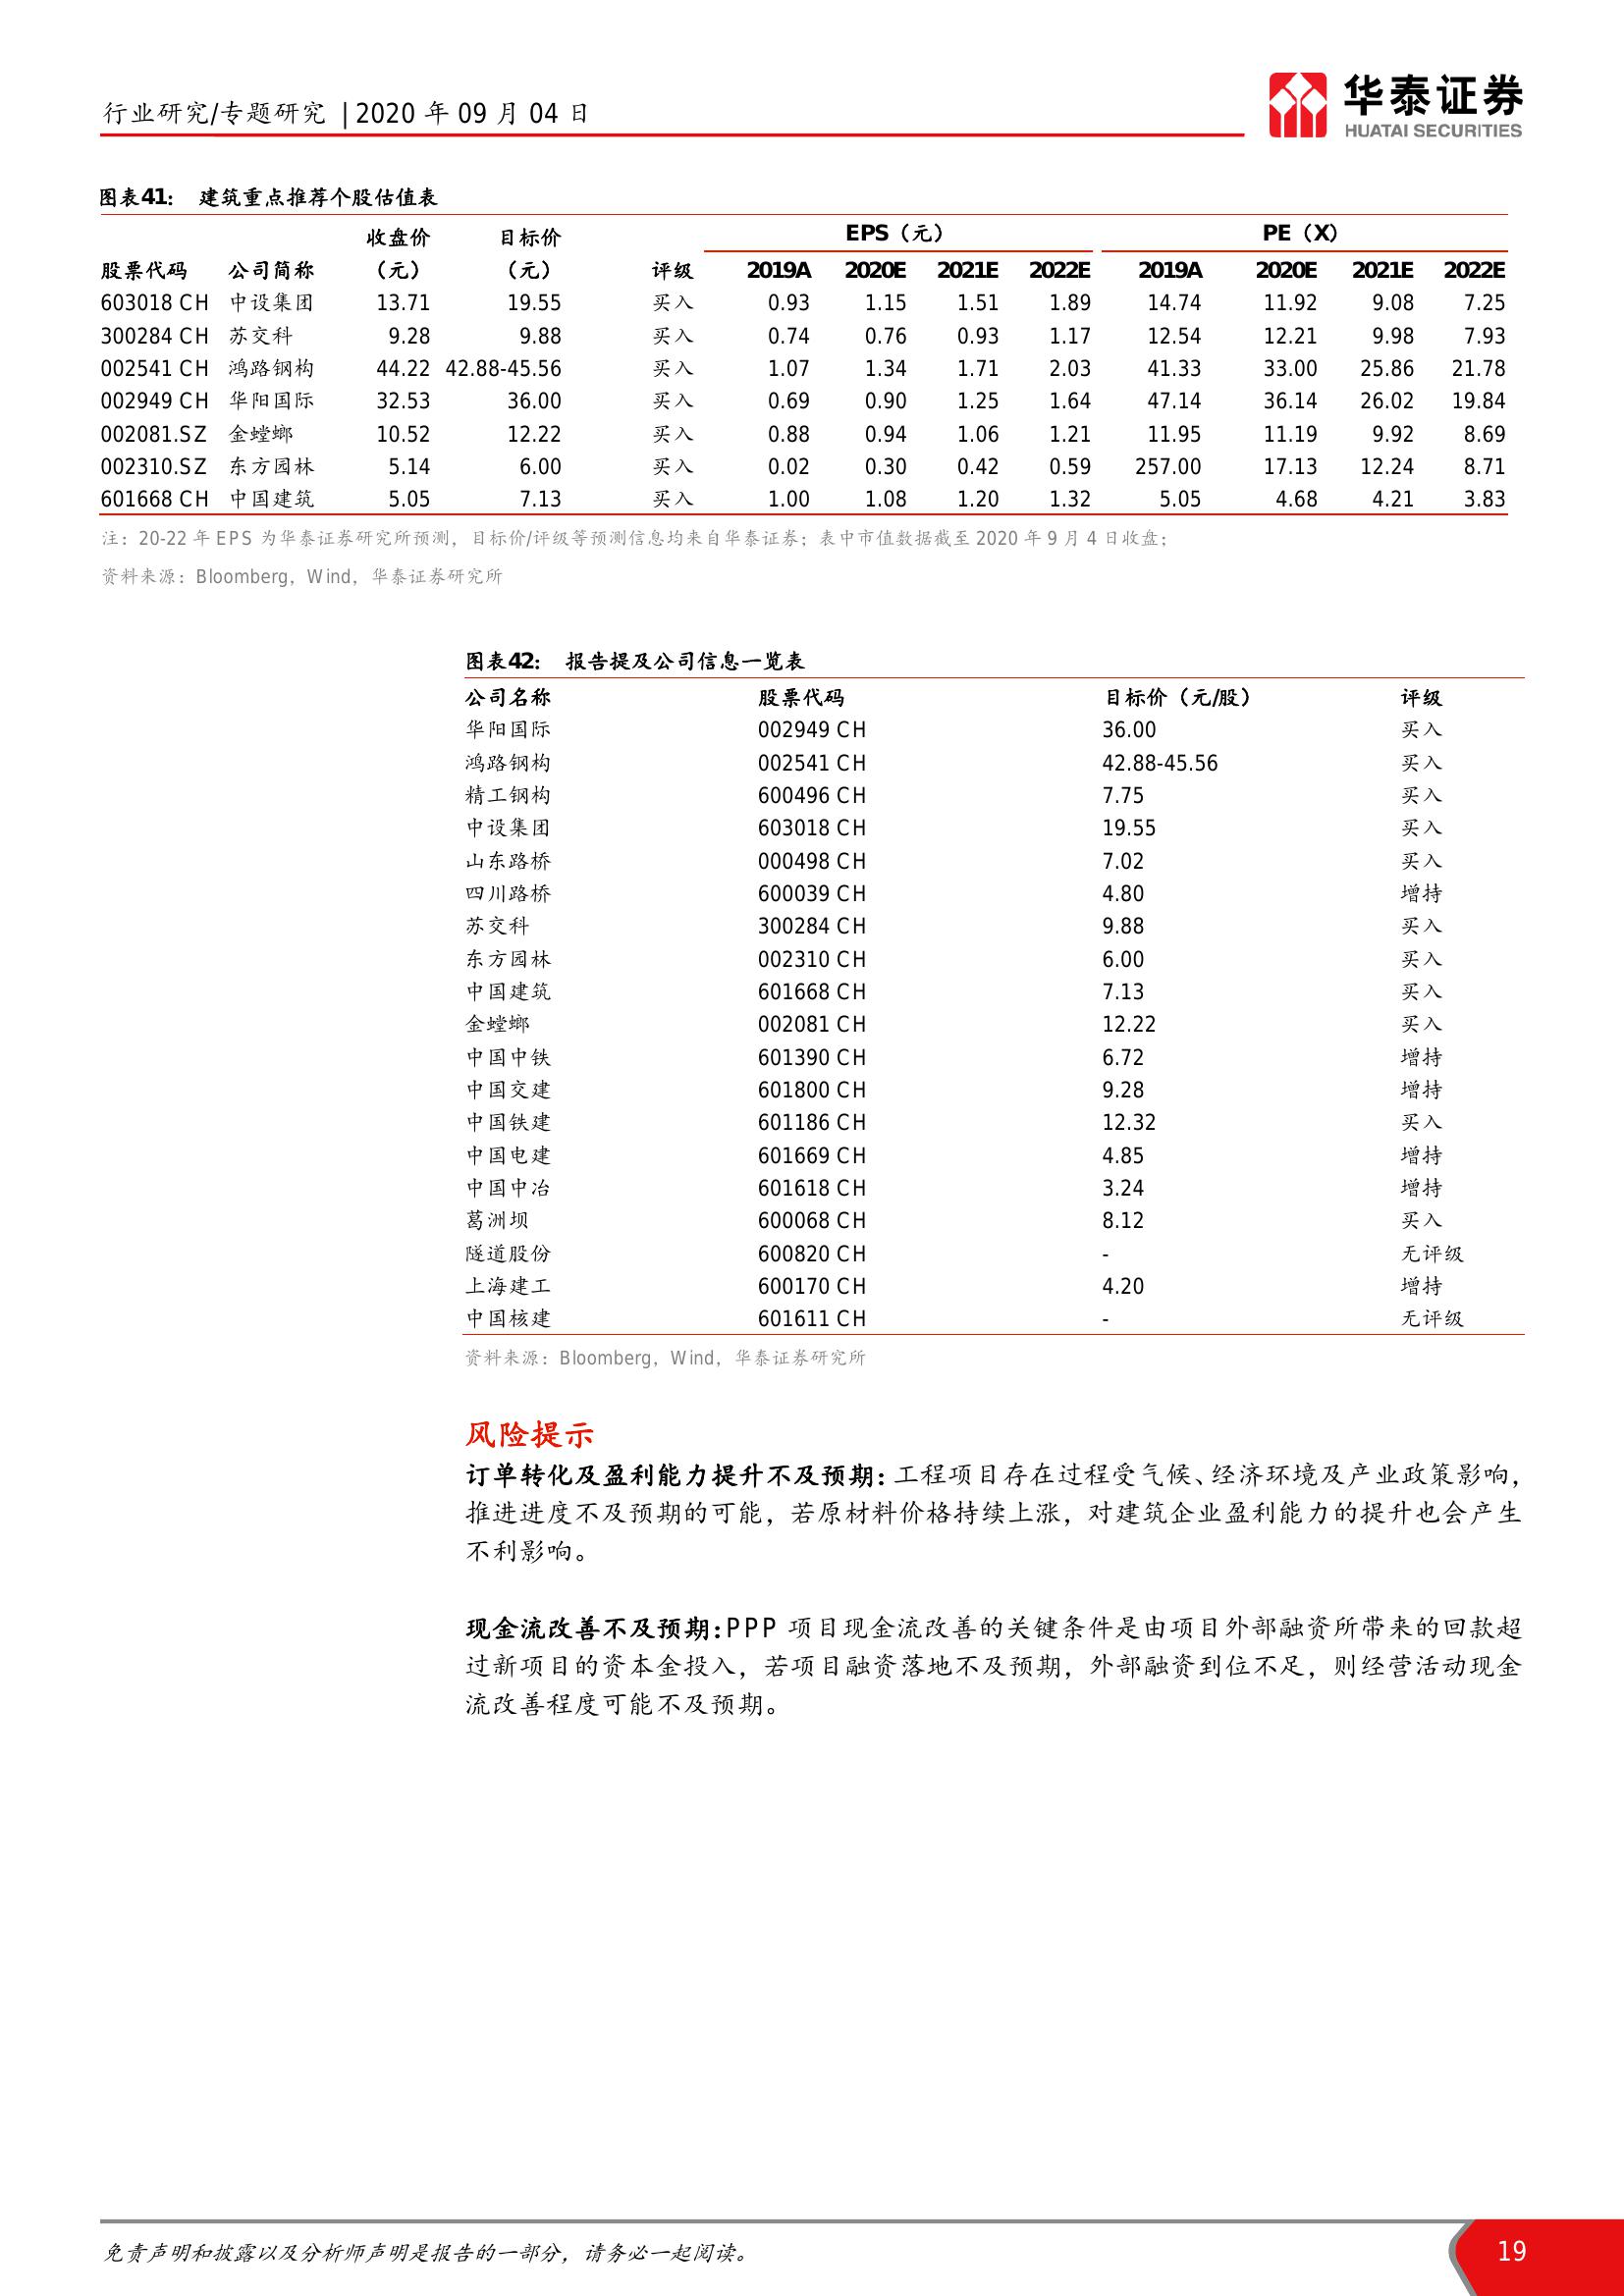 行业研究/专题研究 | 2020 年 09 月 04 日
华泰证券
HUATAI SECURITIES
图表41： 建筑重点推荐个股估值表
收盘价 目标价 EPS（元） PE（X）
股票代码 公司简称 （元） （元） 评级 2019A 2020E 2021E 2022E 2019A 2020E 2021E 2022E
603018 CH 中设集团 13.71 19.55 买入 0.93 1.15 1.51 1.89 14.74 11.92 9.08 7.25
300284 CH 苏交科 9.28 9.88 买入 0.74 0.76 0.93 1.17 12.54 12.21 9.98 7.93
002541 CH 鸿路钢构 44.22 42.88-45.56 买入 1.07 1.34 1.71 2.03 41.33 33.00 25.86 21.78
002949 CH 华阳国际 32.53 36.00 买入 0.69 0.90 1.25 1.64 47.14 36.14 26.02 19.84
002081.SZ 金螳螂 10.52 12.22 买入 0.88 0.94 1.06 1.21 11.95 11.19 9.92 8.69
002310.SZ 东方园林 5.14 6.00 买入 0.02 0.30 0.42 0.59 257.00 17.13 12.24 8.71
601668 CH 中国建筑 5.05 7.13 买入 1.00 1.08 1.20 1.32 5.05 4.68 4.21 3.83
注：20-22 年 EPS 为华泰证券研究所预测，目标价/评级等预测信息均来自华泰证券；表中市值数据截至 2020 年 9 月 4 日收盘；
资料来源：Bloomberg，Wind，华泰证券研究所
图表42： 报告提及公司信息一览表
公司名称 股票代码 目标价（元/股） 评级
华阳国际 002949 CH 36.00 买入
鸿路钢构 002541 CH 42.88-45.56 买入
精工钢构 600496 CH 7.75 买入
中设集团 603018 CH 19.55 买入
山东路桥 000498 CH 7.02 买入
四川路桥 600039 CH 4.80 增持
苏交科 300284 CH 9.88 买入
东方园林 002310 CH 6.00 买入
中国建筑 601668 CH 7.13 买入
金螳螂 002081 CH 12.22 买入
中国中铁 601390 CH 6.72 增持
中国交建 601800 CH 9.28 增持
中国铁建 601186 CH 12.32 买入
中国电建 601669 CH 4.85 增持
中国中冶 601618 CH 3.24 增持
葛洲坝 600068 CH 8.12 买入
隧道股份 600820 CH - 无评级
上海建工 600170 CH 4.20 增持
中国核建 601611 CH - 无评级
资料来源：Bloomberg，Wind，华泰证券研究所
风险提示
订单转化及盈利能力提升不及预期：工程项目存在过程受气候、经济环境及产业政策影响，
推进进度不及预期的可能，若原材料价格持续上涨，对建筑企业盈利能力的提升也会产生
不利影响。
现金流改善不及预期：PPP 项目现金流改善的关键条件是由项目外部融资所带来的回款超
过新项目的资本金投入，若项目融资落地不及预期，外部融资到位不足，则经营活动现金
流改善程度可能不及预期。
免责声明和披露以及分析师声明是报告的一部分，请务必一起阅读。
19